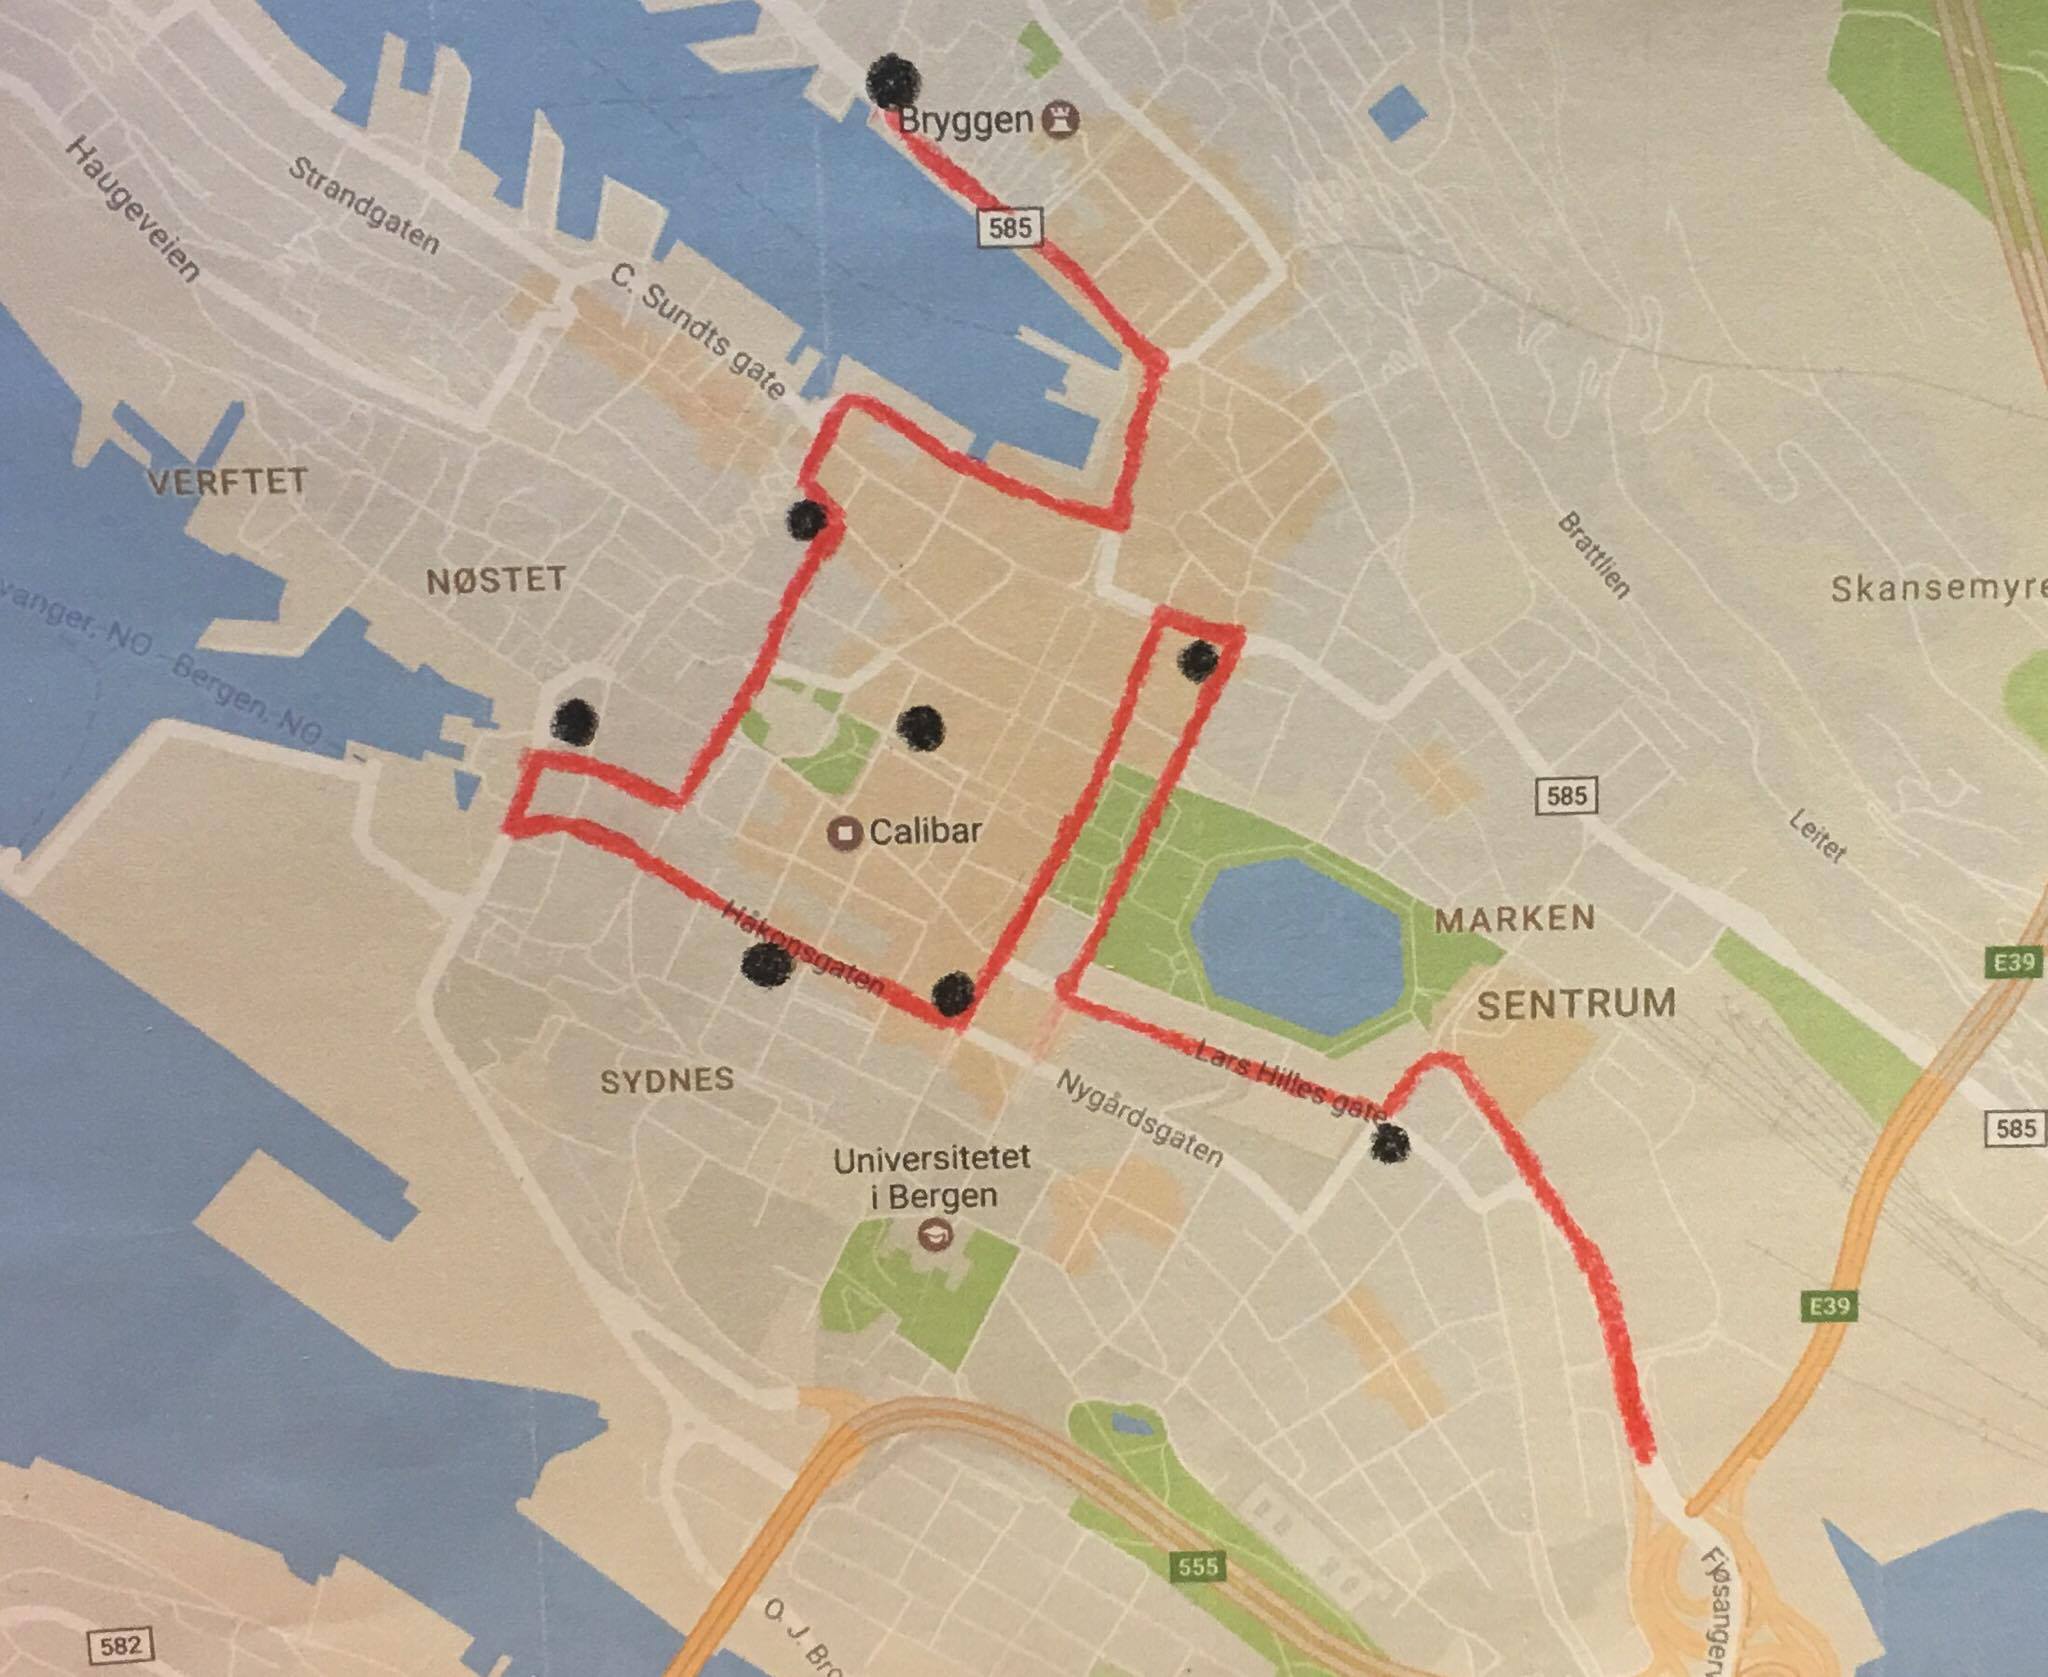 Bryggen
585
Strandgaten
Haugeveien
C. Sundts gate
VERFTET
NØSTET
Brattlien
Skansemyre
vanger, NO - Bergen, NO
585
Calibar
Leitet
MARKEN
Håkonsgaten
E39
SENTRUM
SYDNES
Lars Hilles gate
Nygårdsgaten
585
Universitetet
i Bergen
E39
555
Fjøsangerv
O. J. Bro
582